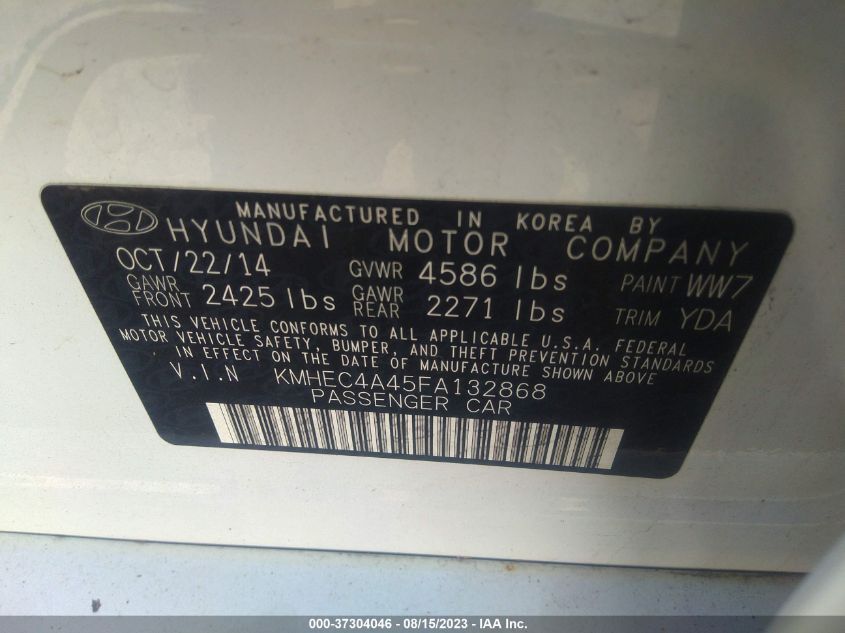 MANUFACTURED IN KOREA BY
HYUNDAI MOTOR COMPANY
OCT/22/14 GVWR 4586 lbs PAINT WW7
GAWR FRONT 2425 lbs GAWR REAR 2271 lbs TRIM YDA
THIS VEHICLE CONFORMS TO ALL APPLICABLE U.S.A. FEDERAL
MOTOR VEHICLE SAFETY, BUMPER, AND THEFT PREVENTION STANDARDS
IN EFFECT ON THE DATE OF MANUFACTURE SHOWN ABOVE
V.I.N KMHEC4A45FA132868
PASSENGER CAR
000-37304046 - 08/15/2023 - IAA Inc.